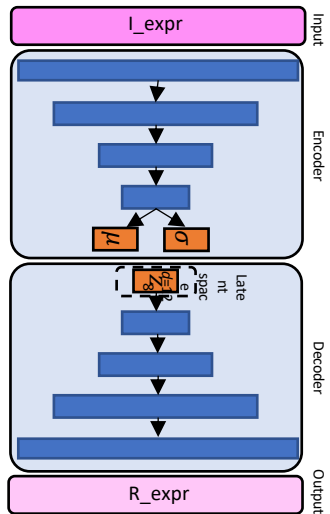 I_expr
Input
Encoder
μ
σ
Late
nt
spac
e
Z
Decoder
R_expr
Output